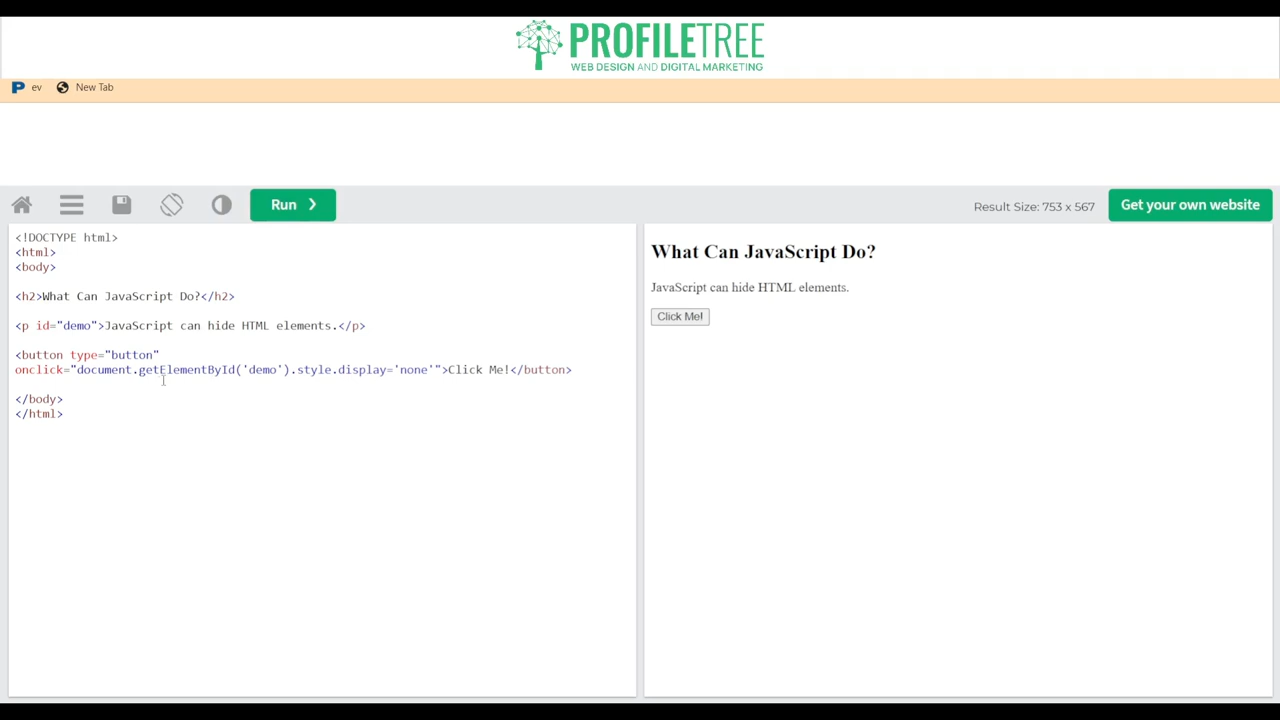 PROFILETREE
WEB DESIGN AND DIGITAL MARKETING
ev New Tab
Run ❯
Result Size: 753 x 567
Get your own website
<!DOCTYPE html>
<html>
<body>
<h2>What Can JavaScript Do?</h2>
<p id="demo">JavaScript can hide HTML elements.</p>
<button type="button"
onclick="document.getElementById('demo').style.display='none'">Click Me!</button>
</body>
</html>
What Can JavaScript Do?
JavaScript can hide HTML elements.
Click Me!